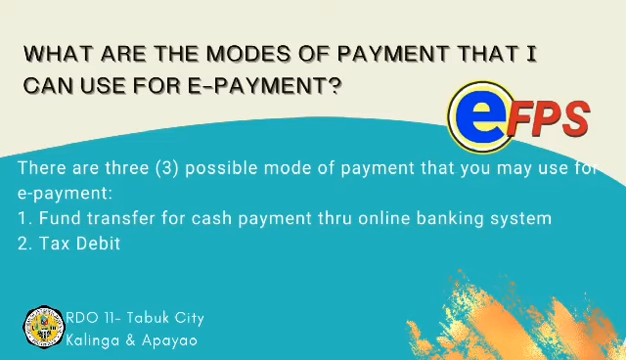 WHAT ARE THE MODES OF PAYMENT THAT I
CAN USE FOR E-PAYMENT?
eFPS
There are three (3) possible mode of payment that you may use for
e-payment:
1. Fund transfer for cash payment thru online banking system
2. Tax Debit
RDO 11- Tabuk City
Kalinga & Apayao